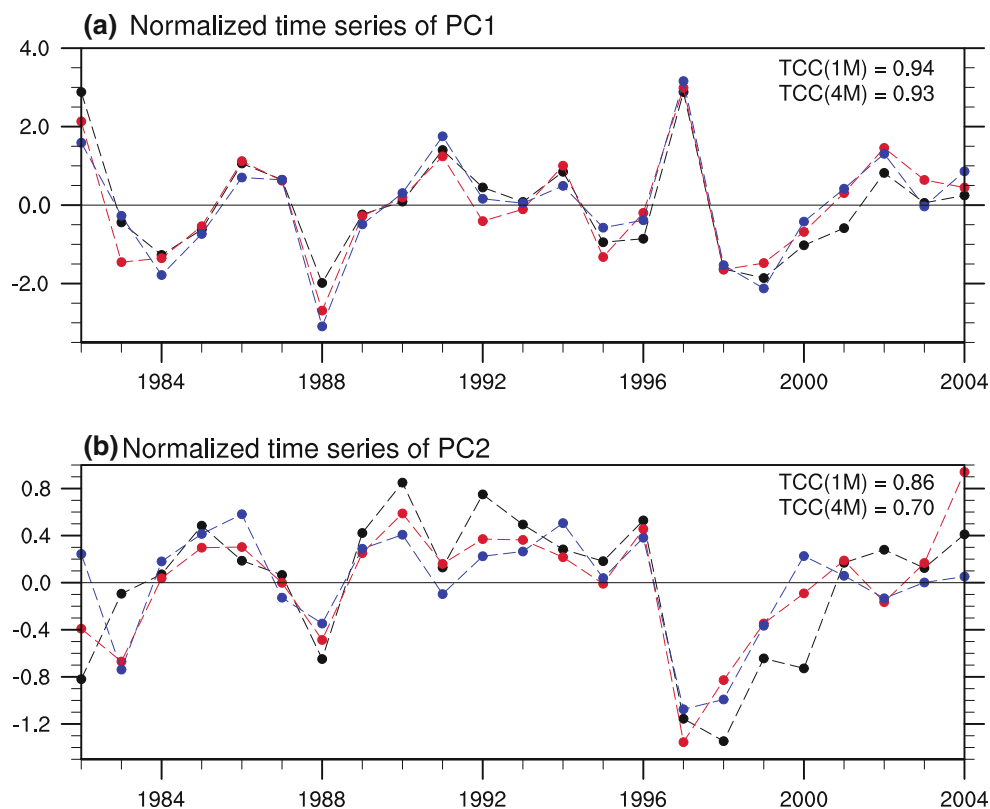 (a) Normalized time series of PC1
TCC(1M) = 0.94
TCC(4M) = 0.93
4.0
2.0
0.0
-2.0
1984 1988 1992 1996 2000 2004
(b) Normalized time series of PC2
TCC(1M) = 0.86
TCC(4M) = 0.70
0.8
0.4
0.0
-0.4
-0.8
-1.2
1984 1988 1992 1996 2000 2004